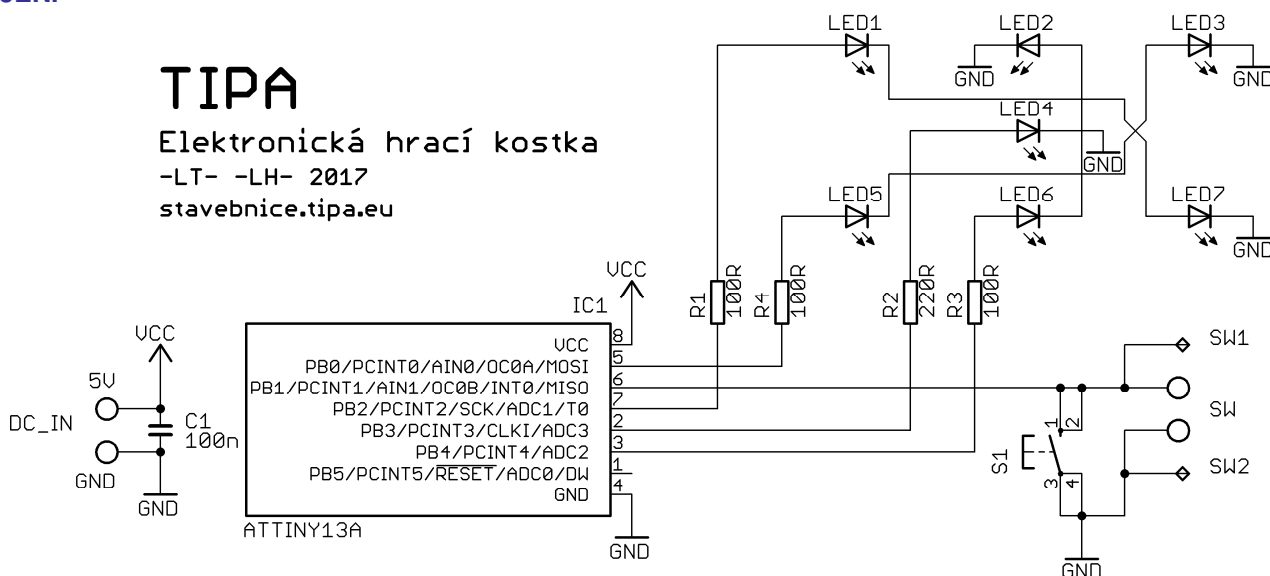 TIPA
Elektronická hrací kostka
-LT- -LH- 2017
stavebnice.tipa.eu
LED1
LED2
LED3
GND
GND
LED4
GND
LED5
LED6
LED7
GND
R1
100R
R4
100R
R2
220R
R3
100R
VCC
IC1
VCC
8
PB0/PCINT0/AIN0/OC0A/MOSI
5
PB1/PCINT1/AIN1/OC0B/INT0/MISO
6
PB2/PCINT2/SCK/ADC1/T0
7
PB3/PCINT3/CLKI/ADC3
2
PB4/PCINT4/ADC2
3
PB5/PCINT5/RESET/ADC0/DW
1
GND
4
ATTINY13A
GND
VCC
5V
DC_IN
C1
100n
GND
GND
SW1
SW
SW2
S1
1
2
3
4
GND